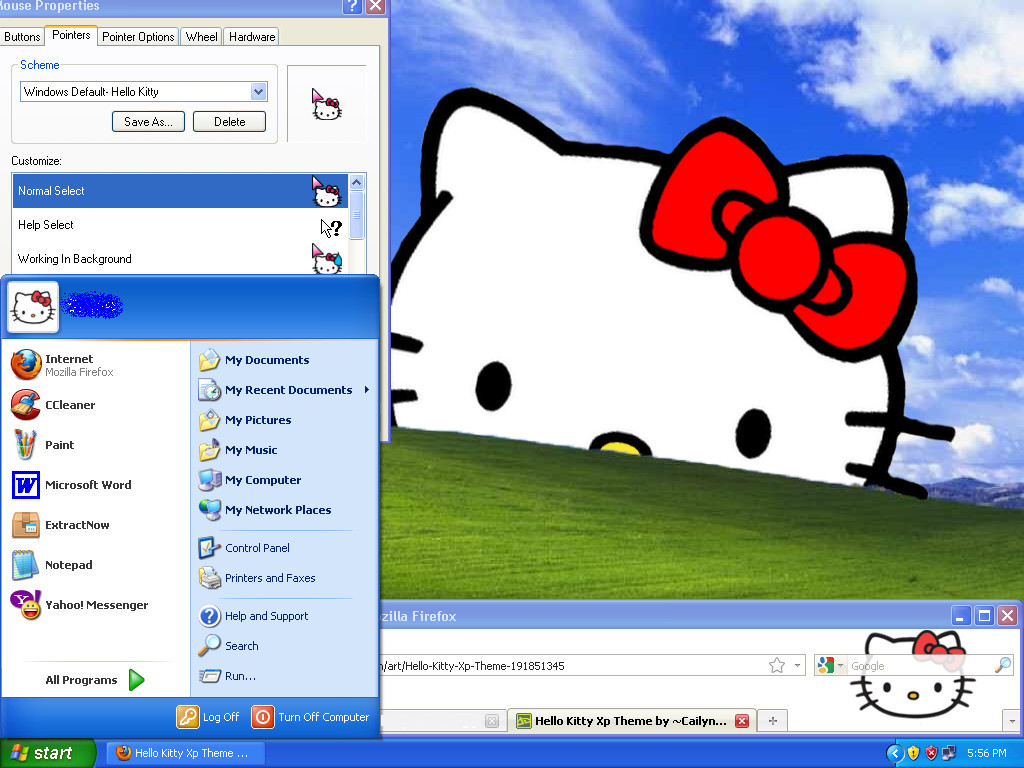 Mouse Properties
Buttons Pointers Pointer Options Wheel Hardware
Scheme
Windows Default- Hello Kitty
Save As... Delete
Customize:
Normal Select
Help Select
Working In Background
Internet
Mozilla Firefox
CCleaner
Paint
Microsoft Word
ExtractNow
Notepad
Yahoo! Messenger
All Programs
My Documents
My Recent Documents
My Pictures
My Music
My Computer
My Network Places
Control Panel
Printers and Faxes
Help and Support
Search
Run...
Log Off Turn Off Computer
zilla Firefox
/art/Hello-Kitty-Xp-Theme-191851345
Google
Hello Kitty Xp Theme by ~Cailyn...
start
Hello Kitty Xp Theme ...
5:56 PM